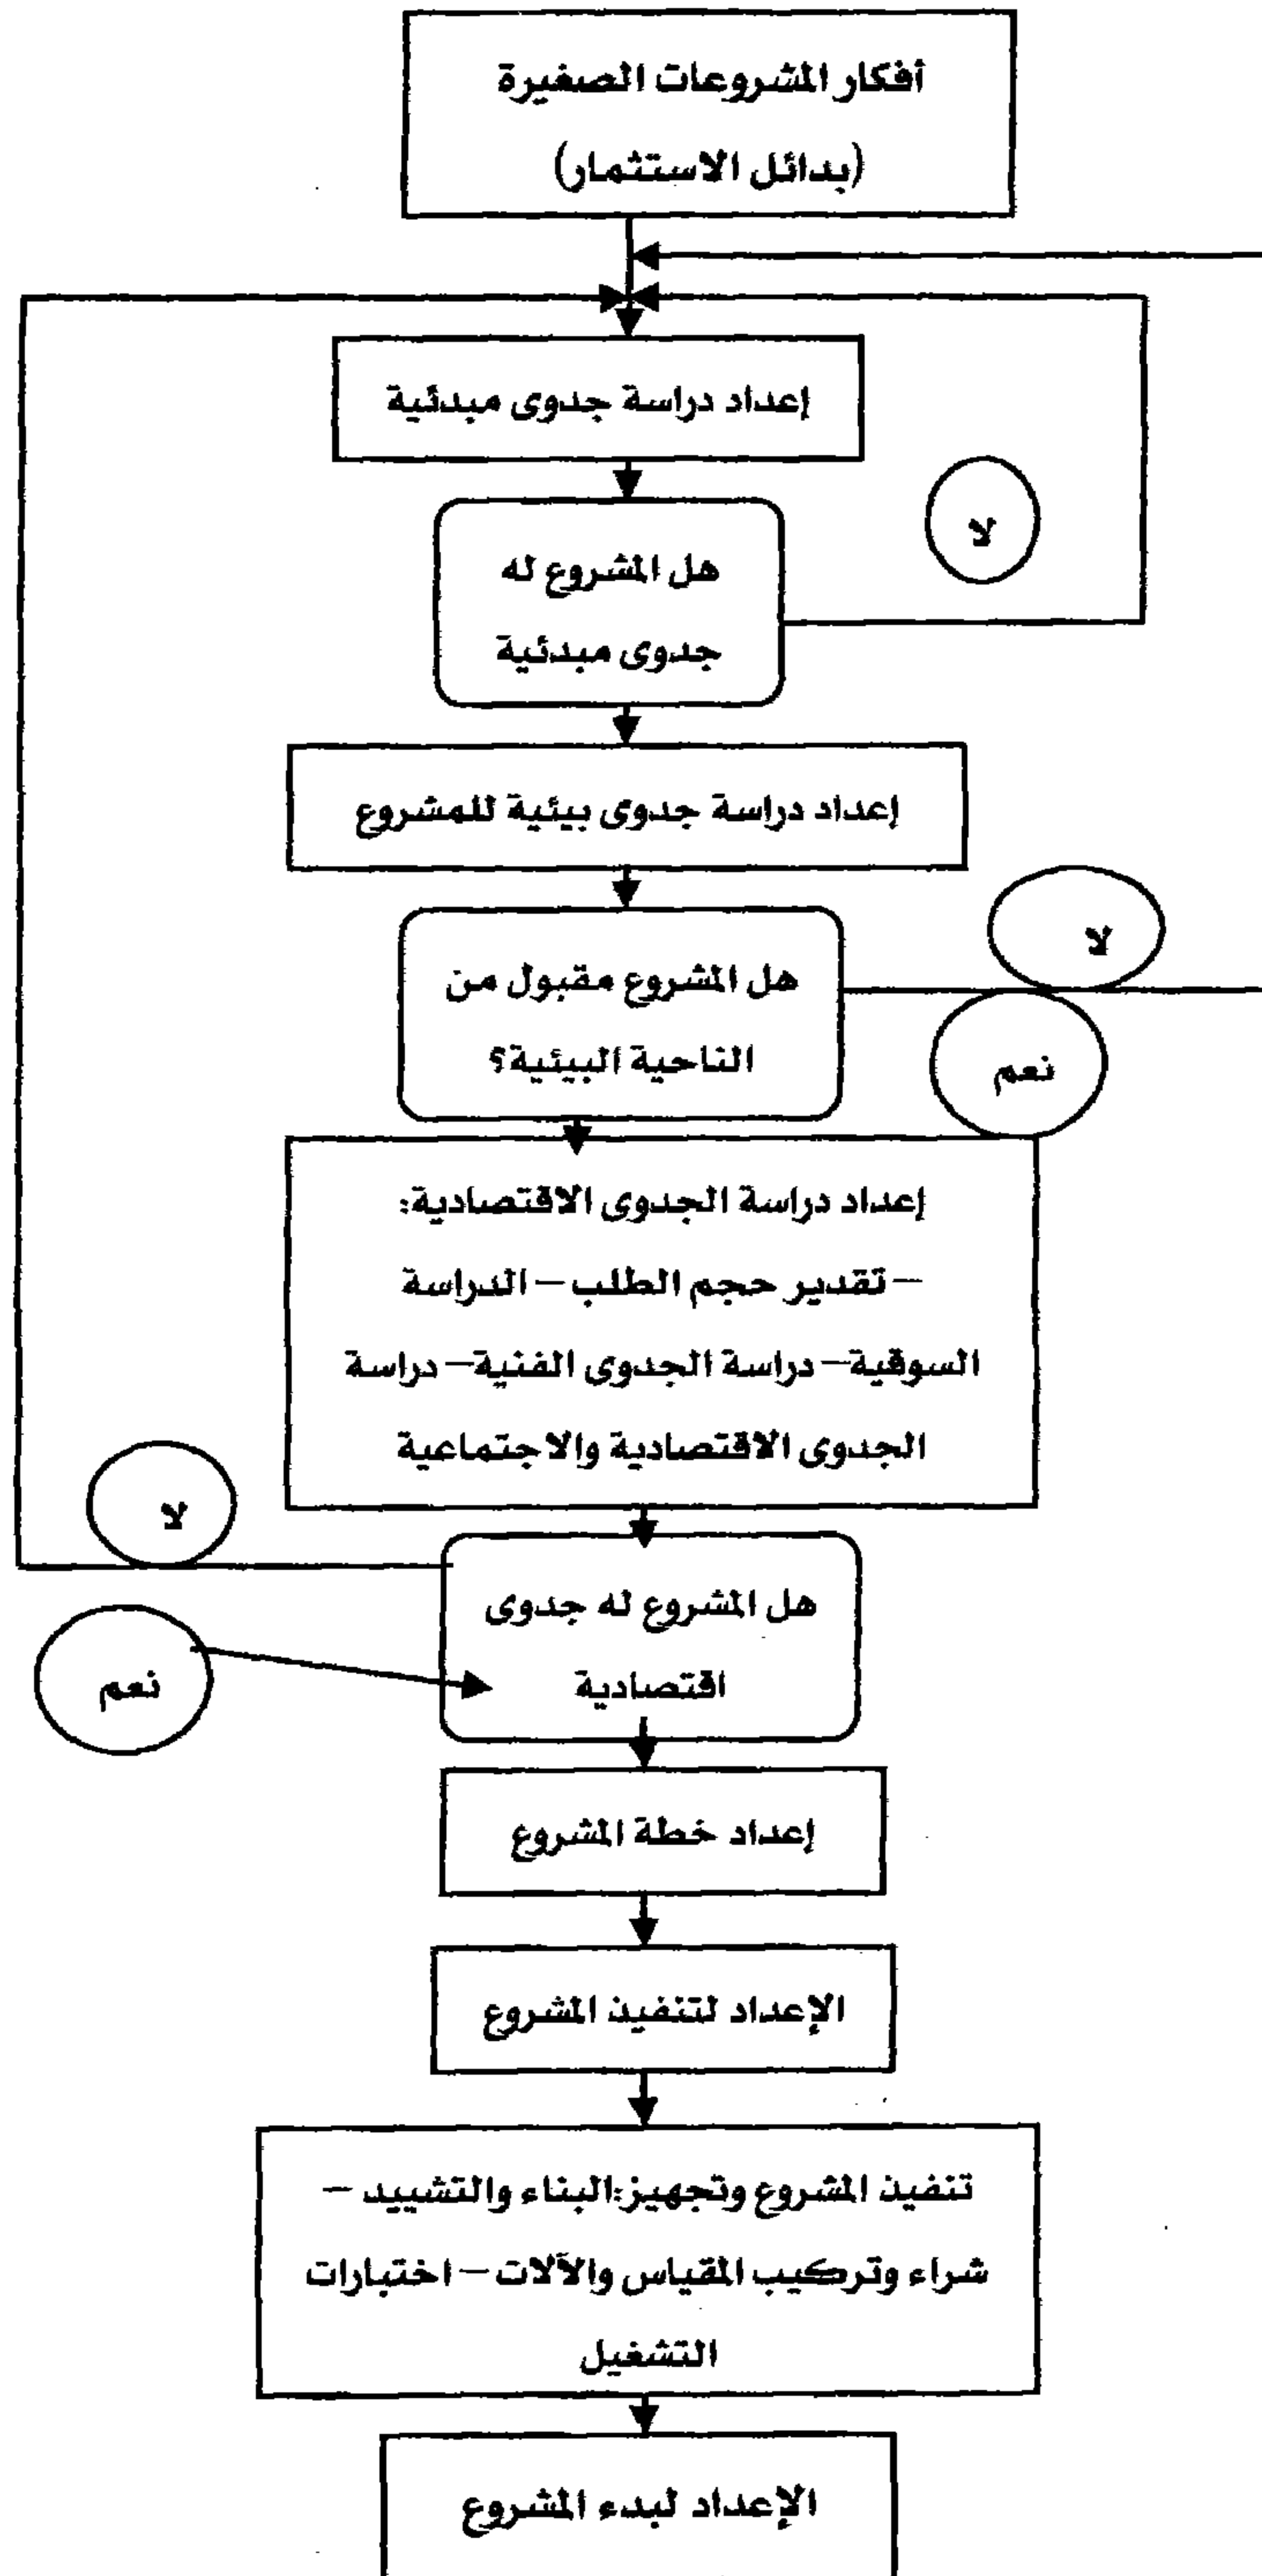 أفكار المشروعات الصغيرة
(بدائل الاستثمار)
إعداد دراسة جدوى مبدئية
لا
هل المشروع له
جدوى مبدئية
إعداد دراسة جدوى بيئية للمشروع
لا
هل المشروع مقبول من
الناحية البيئية؟
نعم
إعداد دراسة الجدوى الاقتصادية:
– تقدير حجم الطلب – الدراسة
السوقية – دراسة الجدوى الفنية – دراسة
الجدوى الاقتصادية والاجتماعية
لا
هل المشروع له جدوى
اقتصادية
نعم
إعداد خطة المشروع
الإعداد لتنفيذ المشروع
تنفيذ المشروع وتجهيز:البناء والتشييد –
شراء وتركيب المقياس والآلات – اختبارات
التشغيل
الإعداد لبدء المشروع